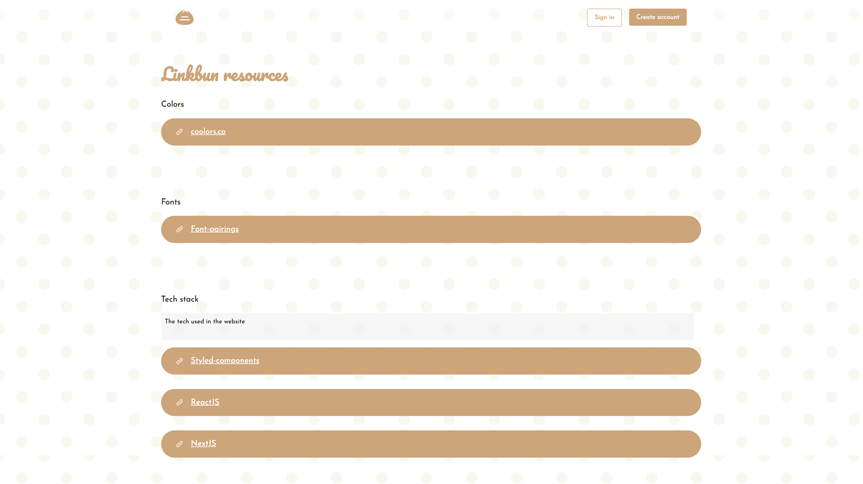 Sign in
Create account
Linkbun resources
Colors
coolors.co
Fonts
Font-pairings
Tech stack
The tech used in the website
Styled-components
ReactJS
NextJS